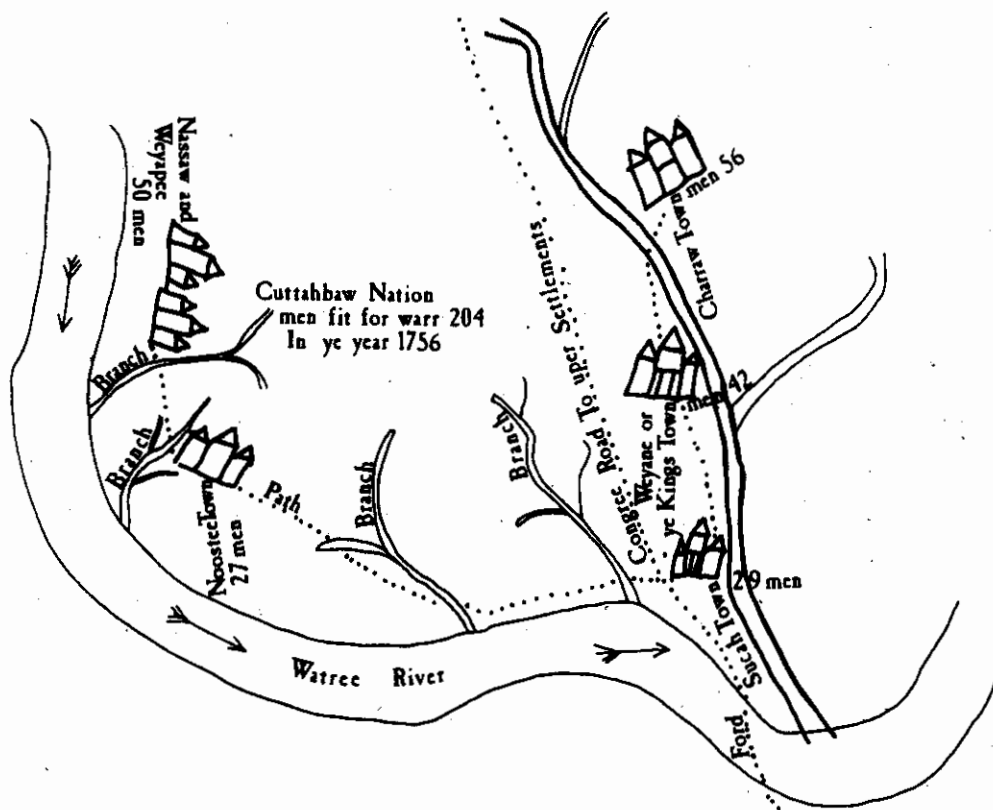 Nassaw and
Weyapee
50 men
Cuttahbaw Nation
men fit for warr 204
In ye year 1756
Branch
Branch
NoosteeTown
27 men
Path
Branch
Branch
Congree Road To uper Settlements
Charraw Town
men 56
Weyane or
ye Kings Town
men 42
Sucah Town
29 men
Watree River
Ford